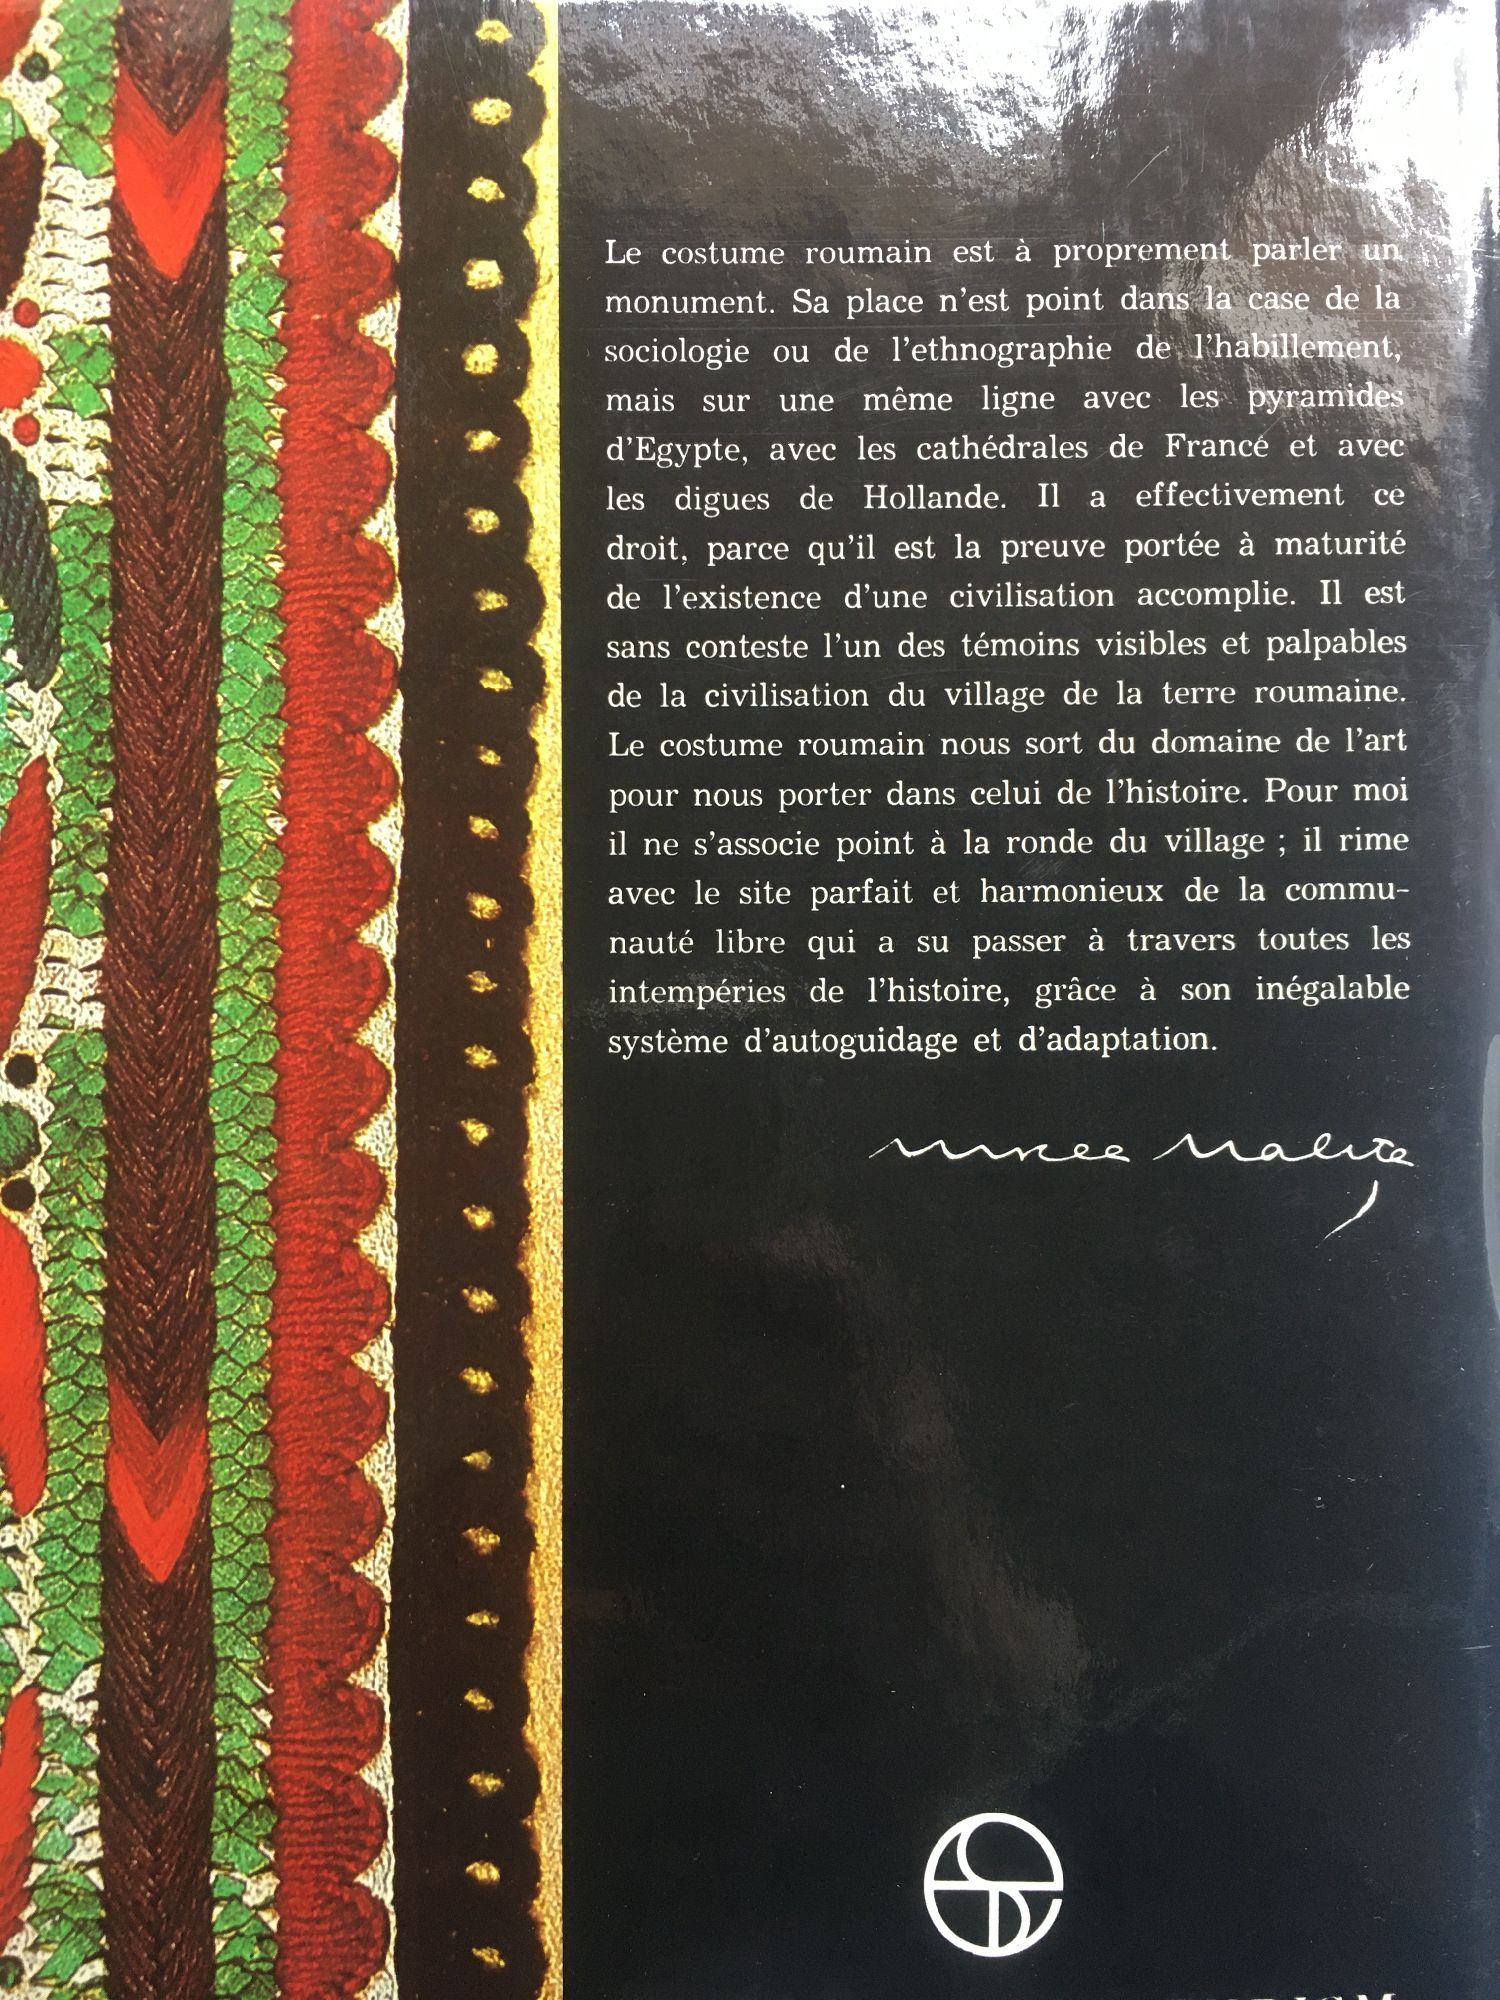 Le costume roumain est à proprement parler un
monument. Sa place n'est point dans la case de la
sociologie ou de l'ethnographie de l'habillement,
mais sur une même ligne avec les pyramides
d'Egypte, avec les cathédrales de France et avec
les digues de Hollande. Il a effectivement ce
droit, parce qu'il est la preuve portée à maturité
de l'existence d'une civilisation accomplie. Il est
sans conteste l'un des témoins visibles et palpables
de la civilisation du village de la terre roumaine.
Le costume roumain nous sort du domaine de l'art
pour nous porter dans celui de l'histoire. Pour moi
il ne s'associe point à la ronde du village ; il rime
avec le site parfait et harmonieux de la commu-
nauté libre qui a su passer à travers toutes les
intempéries de l'histoire, grâce à son inégalable
système d'autoguidage et d'adaptation.
Mircea Malița